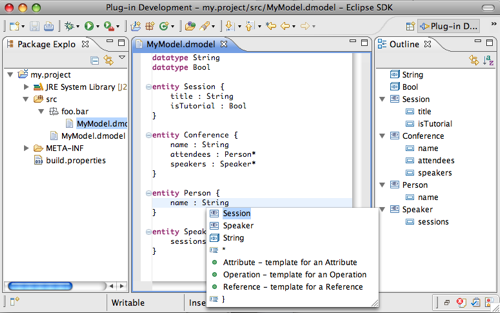 Plug-in Development - my.project/src/MyModel.dmodel - Eclipse SDK
Plug-in D...
Package Explo
my.project
JRE System Library [J2
src
foo.bar
MyModel.dmo
MyModel.dmodel
META-INF
build.properties
MyModel.dmodel
datatype String
datatype Bool
entity Session {
title : String
isTutorial : Bool
}
entity Conference {
name : String
attendees : Person*
speakers : Speaker*
}
entity Person {
name : String
}
entity Spea
sessions
}
Session
Speaker
String
*
Attribute - template for an Attribute
Operation - template for an Operation
Reference - template for a Reference
}
Outline
String
Bool
Session
title
isTutorial
Conference
name
attendees
speakers
Person
name
Speaker
sessions
Writable
Inse